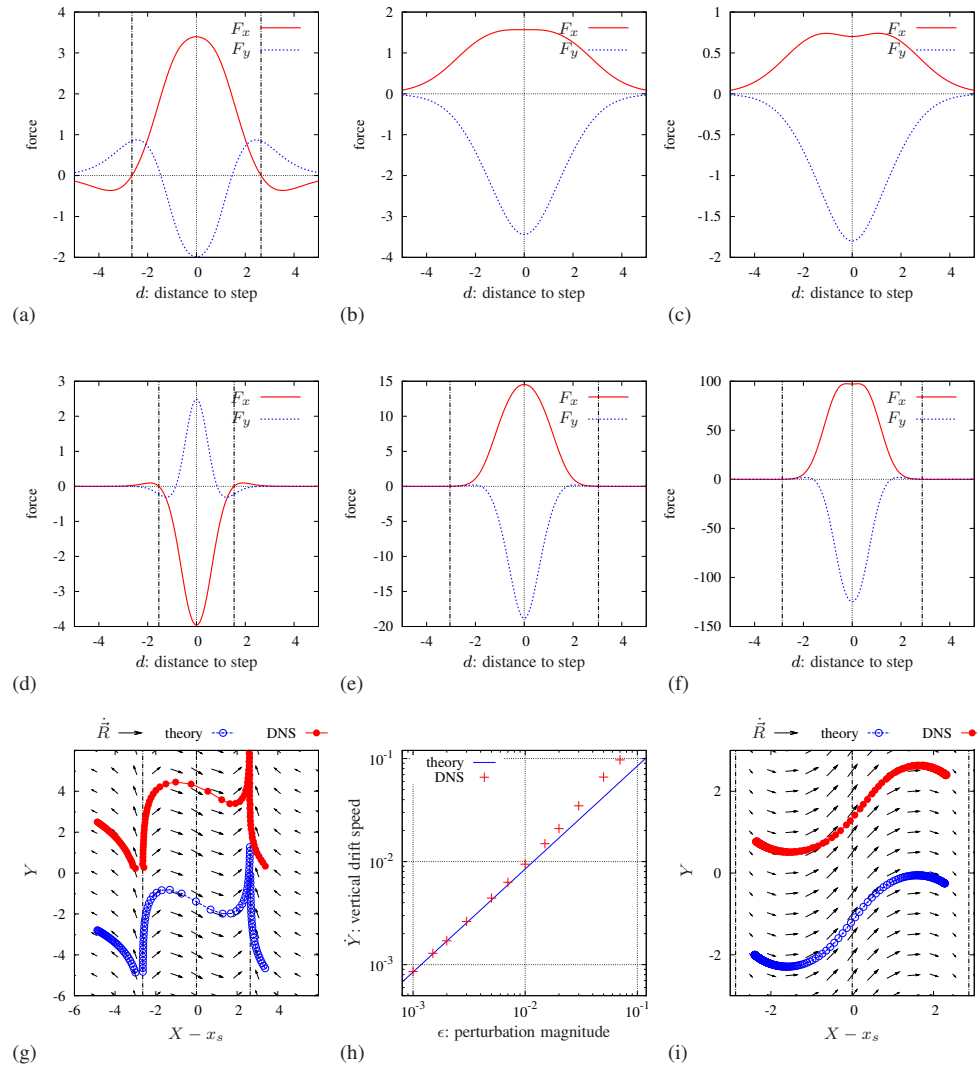 4
3
2
1
0
-1
-2
-4 -2 0 2 4
force
d: distance to step
F_x
F_y
(a)
2
1
0
-1
-2
-3
-4
-4 -2 0 2 4
force
d: distance to step
F_x
F_y
(b)
1
0.5
0
-0.5
-1
-1.5
-2
-4 -2 0 2 4
force
d: distance to step
F_x
F_y
(c)
3
2
1
0
-1
-2
-3
-4
-4 -2 0 2 4
force
d: distance to step
F_x
F_y
(d)
15
10
5
0
-5
-10
-15
-20
-4 -2 0 2 4
force
d: distance to step
F_x
F_y
(e)
100
50
0
-50
-100
-150
-4 -2 0 2 4
force
d: distance to step
F_x
F_y
(f)
\dot{\vec{R}} theory DNS
4
2
0
-2
-4
-6
-6 -4 -2 0 2 4
Y
X − x_s
(g)
theory
DNS
10^{-1}
10^{-2}
10^{-3}
10^{-3} 10^{-2} 10^{-1}
\dot{Y}: vertical drift speed
ϵ: perturbation magnitude
(h)
\dot{\vec{R}} theory DNS
2
0
-2
-2 0 2
Y
X − x_s
(i)